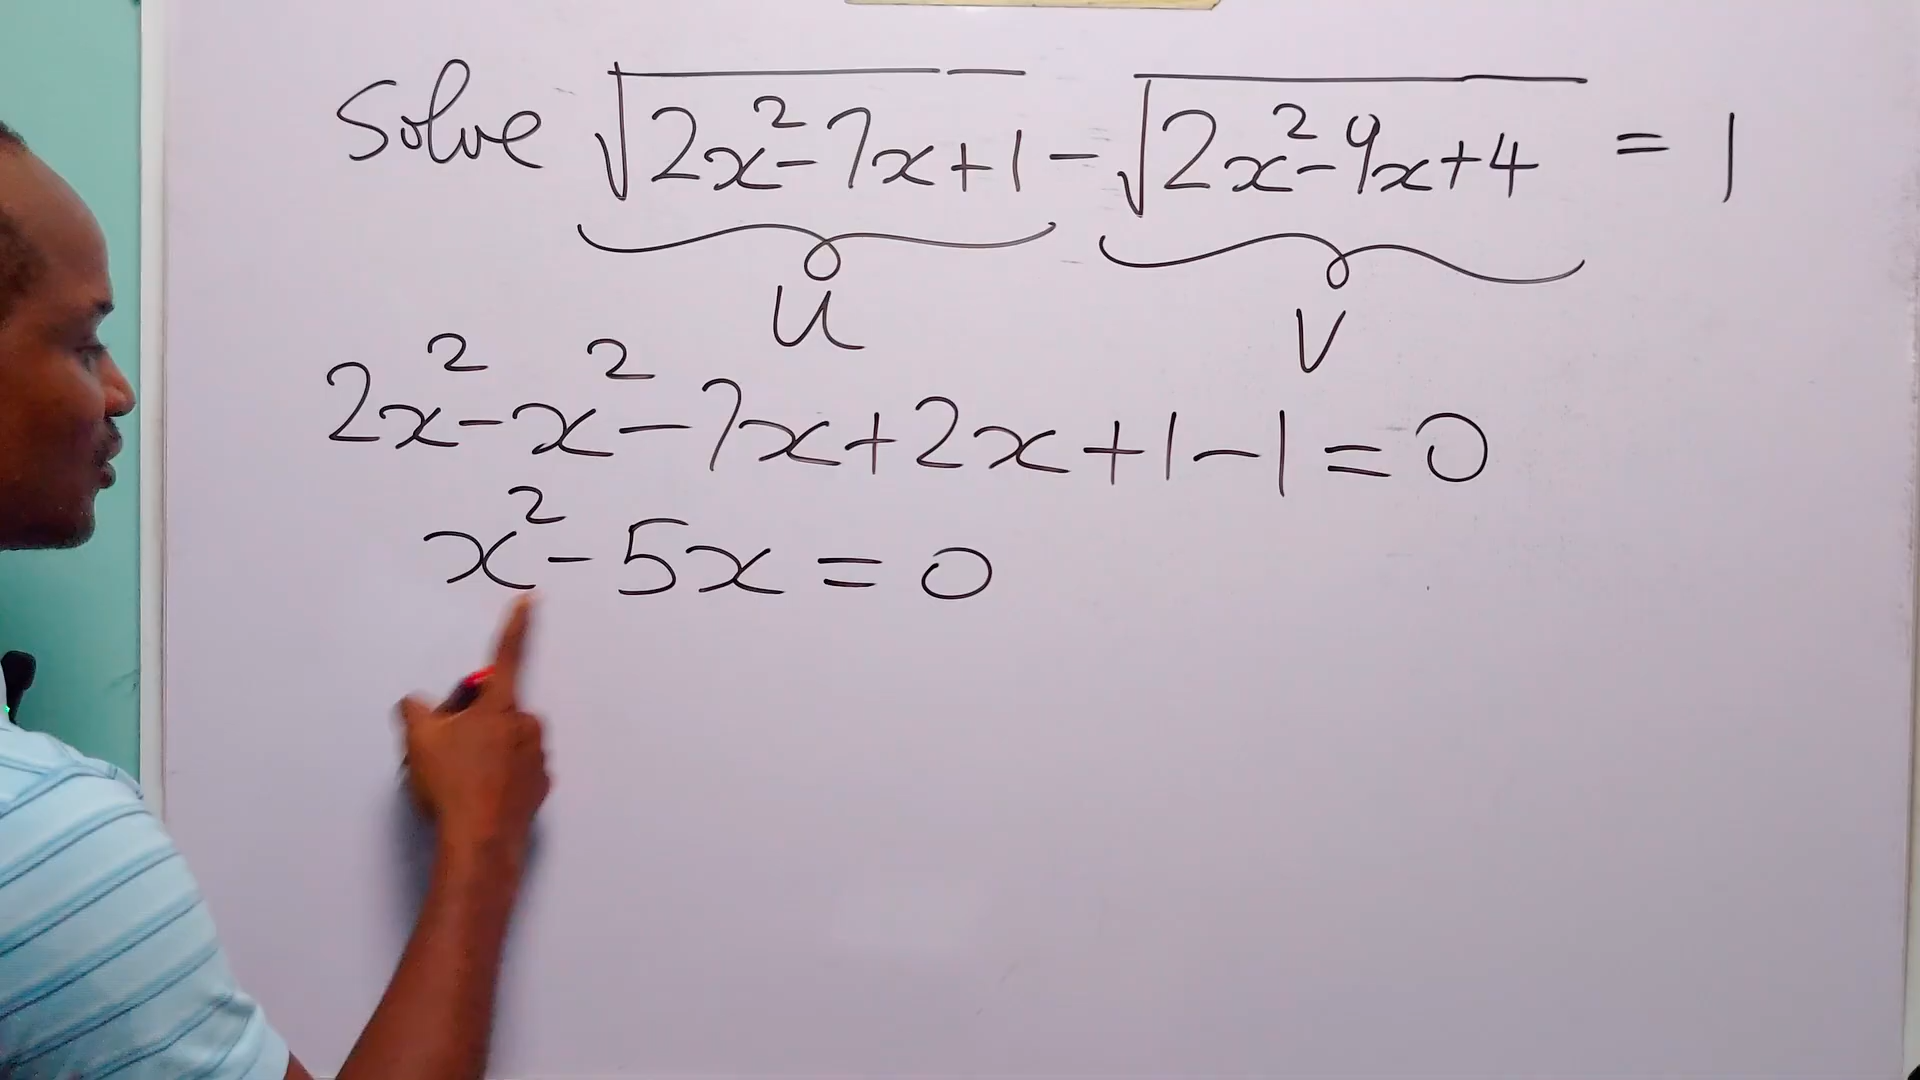 Solve √2x²-7x+1 - √2x²-9x+4 = 1
u v
2x²-x²-7x+2x+1-1=0
x²-5x=0